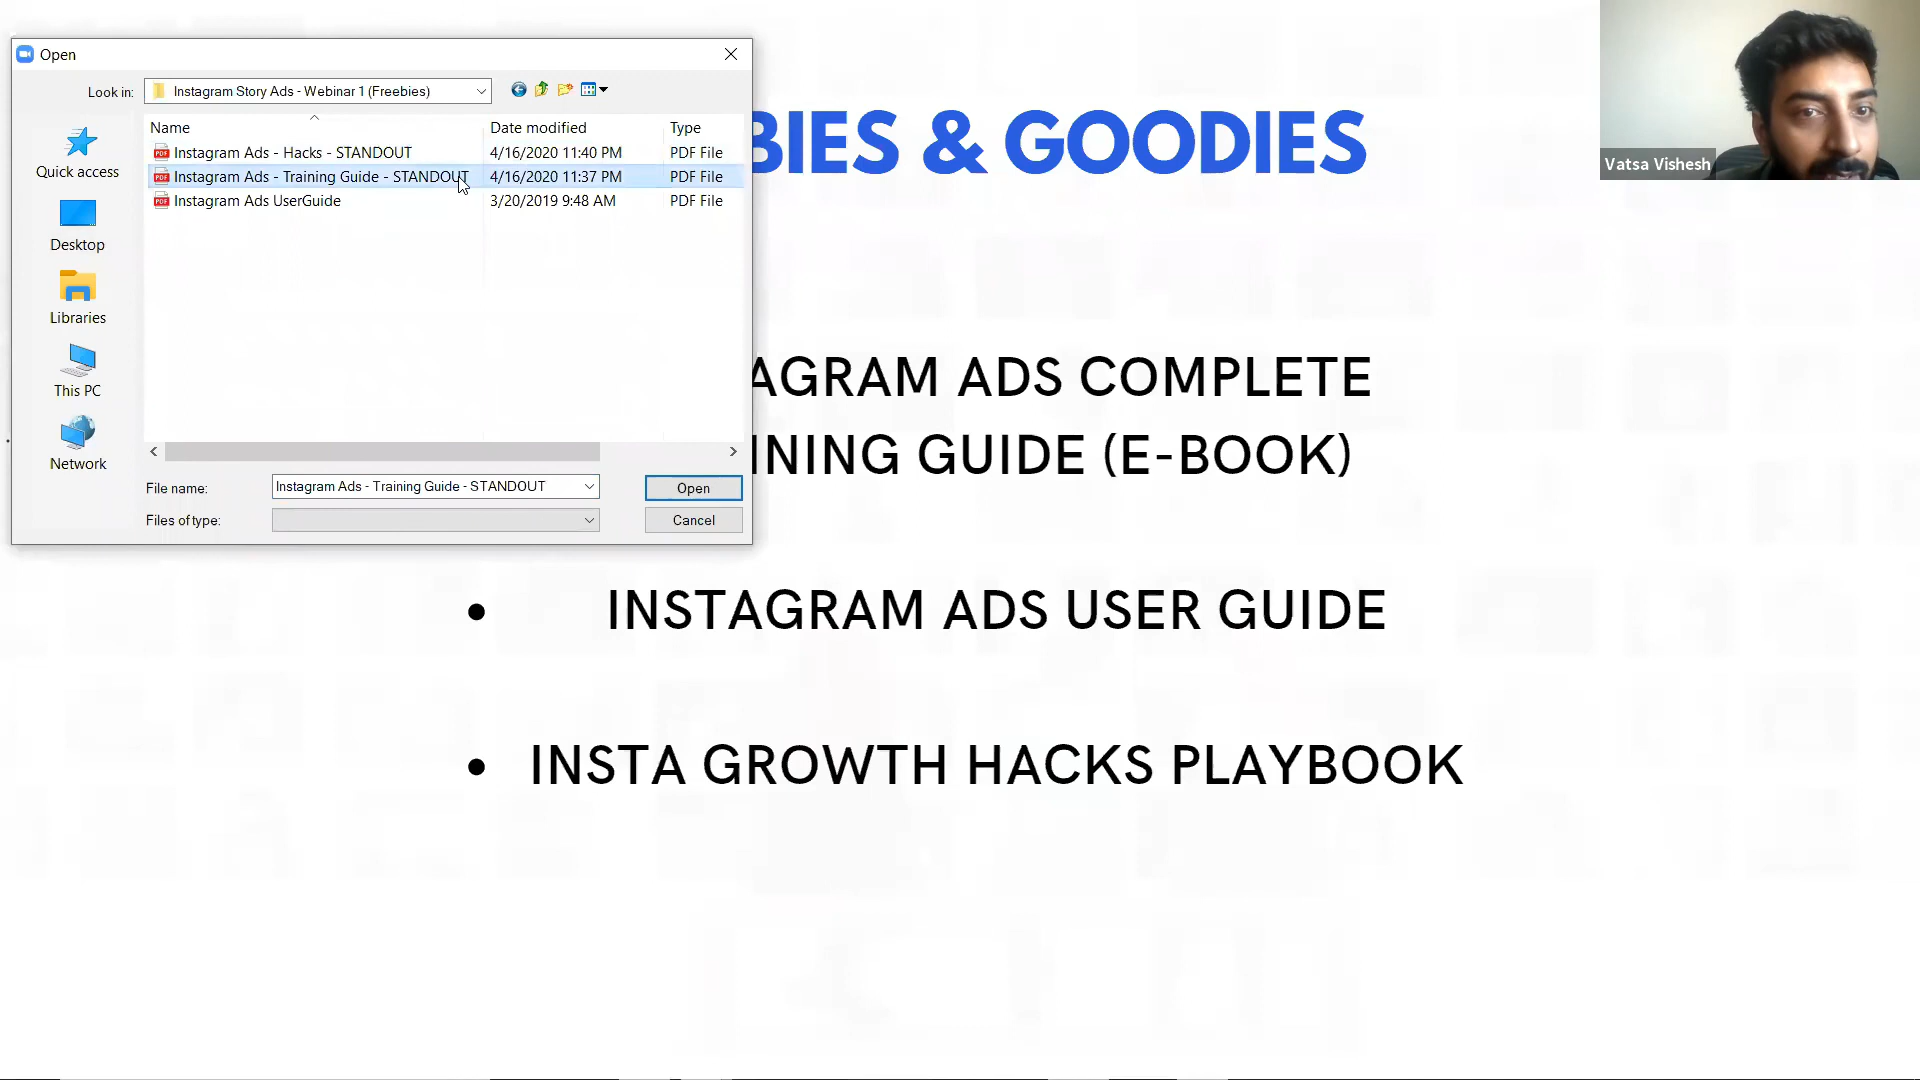 Open
Look in: Instagram Story Ads - Webinar 1 (Freebies)
Name Date modified Type
Instagram Ads - Hacks - STANDOUT 4/16/2020 11:40 PM PDF File
Instagram Ads - Training Guide - STANDOUT 4/16/2020 11:37 PM PDF File
Instagram Ads UserGuide 3/20/2019 9:48 AM PDF File
Quick access
Desktop
Libraries
This PC
Network
File name: Instagram Ads - Training Guide - STANDOUT Open
Files of type: Cancel
BIES & GOODIES
AGRAM ADS COMPLETE
INING GUIDE (E-BOOK)
• INSTAGRAM ADS USER GUIDE
• INSTA GROWTH HACKS PLAYBOOK
Vatsa Vishesh